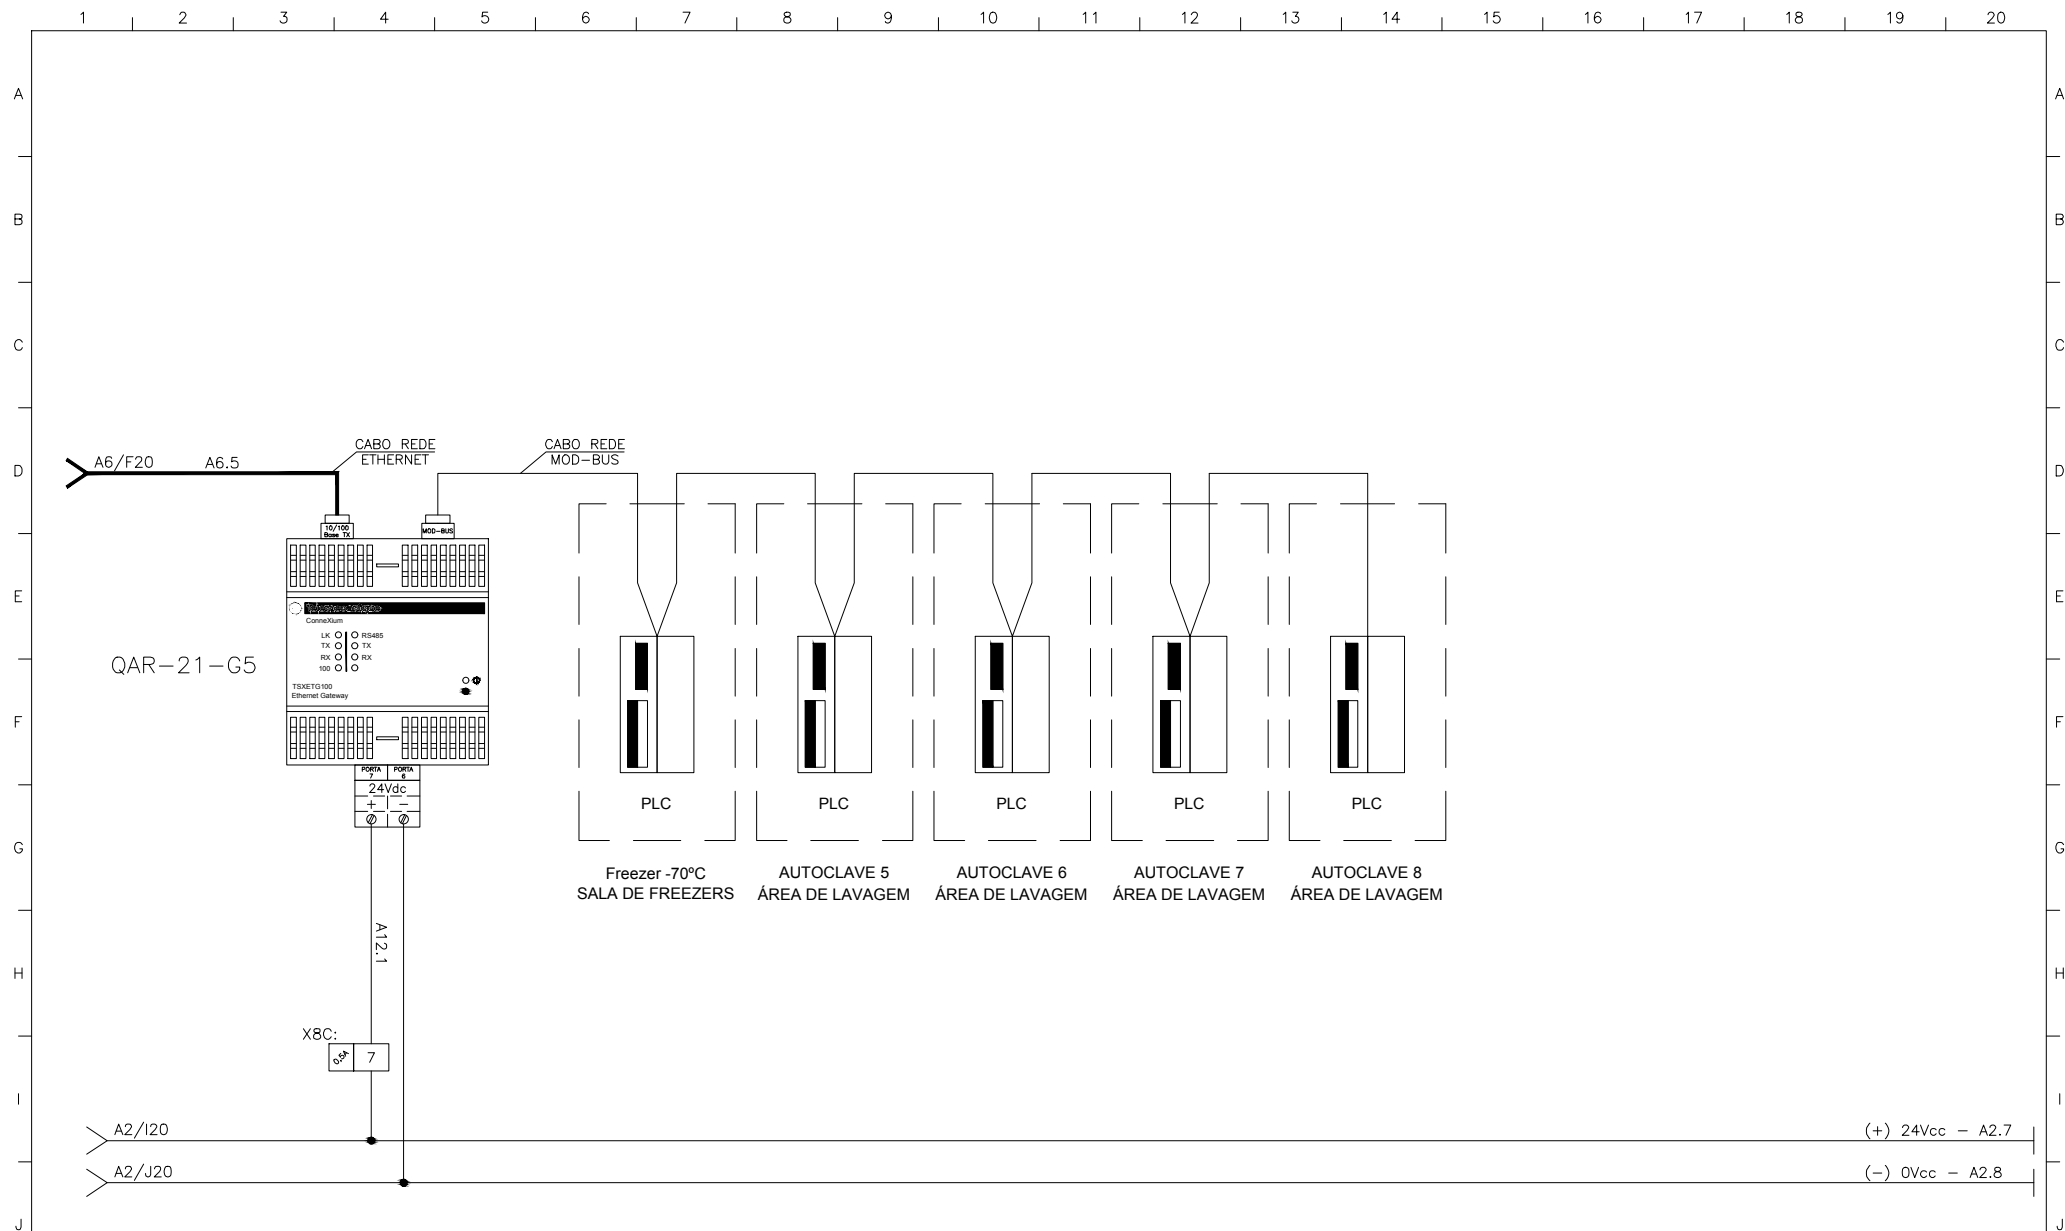 1 2 3 4 5 6 7 8 9 10 11 12 13 14 15 16 17 18 19 20
A A
B B
C C
CABO REDE
ETHERNET
CABO REDE
MOD-BUS
D A6/F20 A6.5 D
10/100
Base TX
MOD-BUS
E E
ConneXium
LK RS485
TX TX
RX RX
100
QAR-21-G5
TSXETG100
Ethernet Gateway
F F
PORTA
7
PORTA
6
24Vdc
+ −
PLC PLC PLC PLC PLC
G G
Freezer -70ºC
SALA DE FREEZERS
AUTOCLAVE 5
ÁREA DE LAVAGEM
AUTOCLAVE 6
ÁREA DE LAVAGEM
AUTOCLAVE 7
ÁREA DE LAVAGEM
AUTOCLAVE 8
ÁREA DE LAVAGEM
A12.1
H H
X8C:
0,5A 7
I I
A2/I20 (+) 24Vcc - A2.7
A2/J20 (-) 0Vcc - A2.8
J J